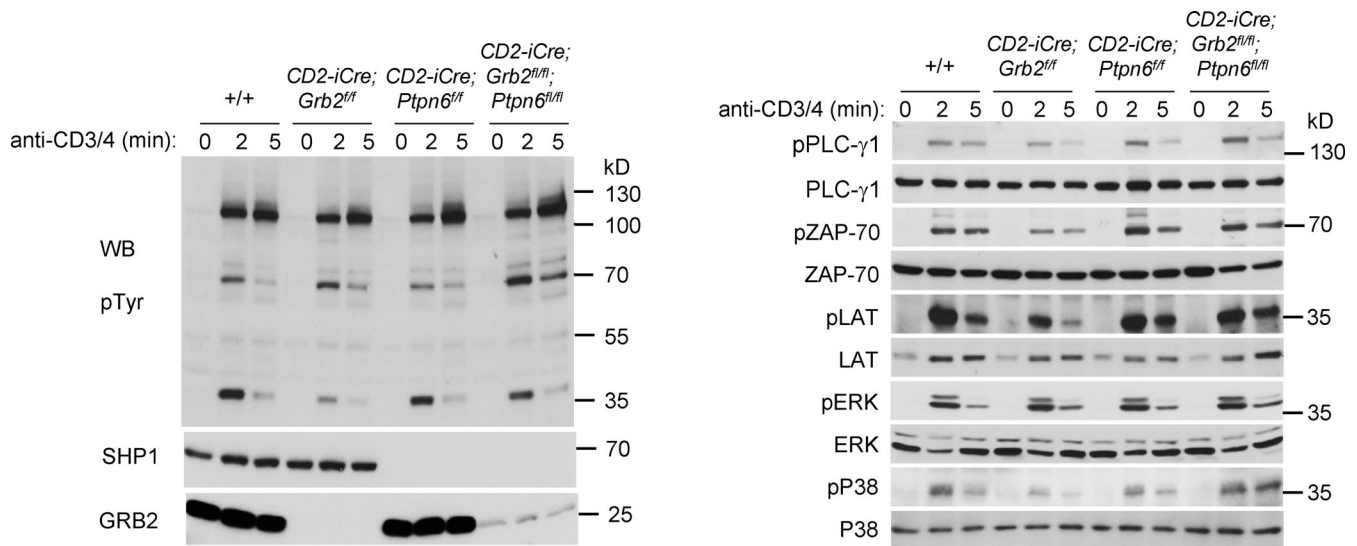 +/+
CD2-iCre;
Grb2f/f
CD2-iCre;
Ptpn6f/f
CD2-iCre;
Grb2fl/fl;
Ptpn6fl/fl
anti-CD3/4 (min): 0 2 5 0 2 5 0 2 5 0 2 5
kD
130
100
WB
pTyr
70
55
35
SHP1
70
GRB2
25
+/+
CD2-iCre;
Grb2f/f
CD2-iCre;
Ptpn6f/f
CD2-iCre;
Grb2fl/fl;
Ptpn6fl/fl
anti-CD3/4 (min): 0 2 5 0 2 5 0 2 5 0 2 5
kD
pPLC-γ1
130
PLC-γ1
pZAP-70
70
ZAP-70
pLAT
35
LAT
pERK
35
ERK
pP38
35
P38